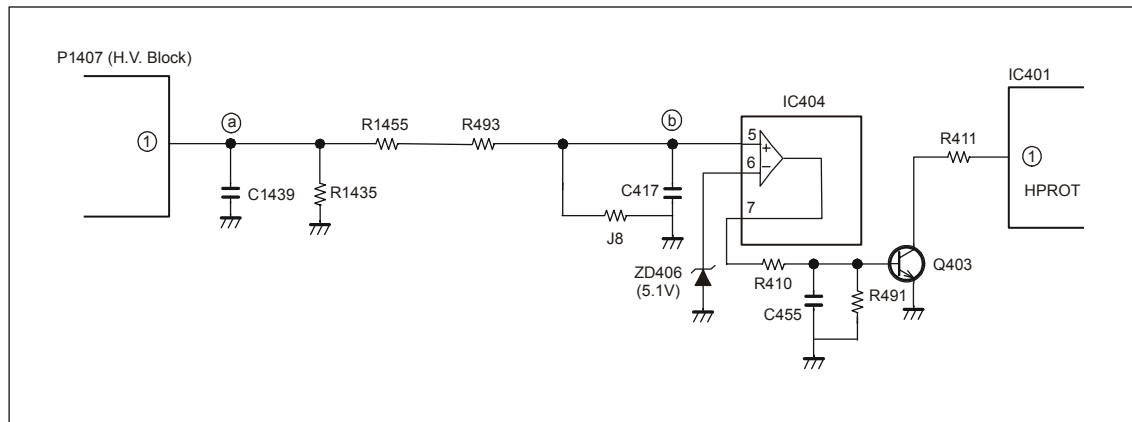 P1407 (H.V. Block)
IC401
IC404
a
b
1
R1455
R493
5
6
7
R411
1
HPROT
C1439
R1435
C417
J8
ZD406
(5.1V)
R410
Q403
C455
R491